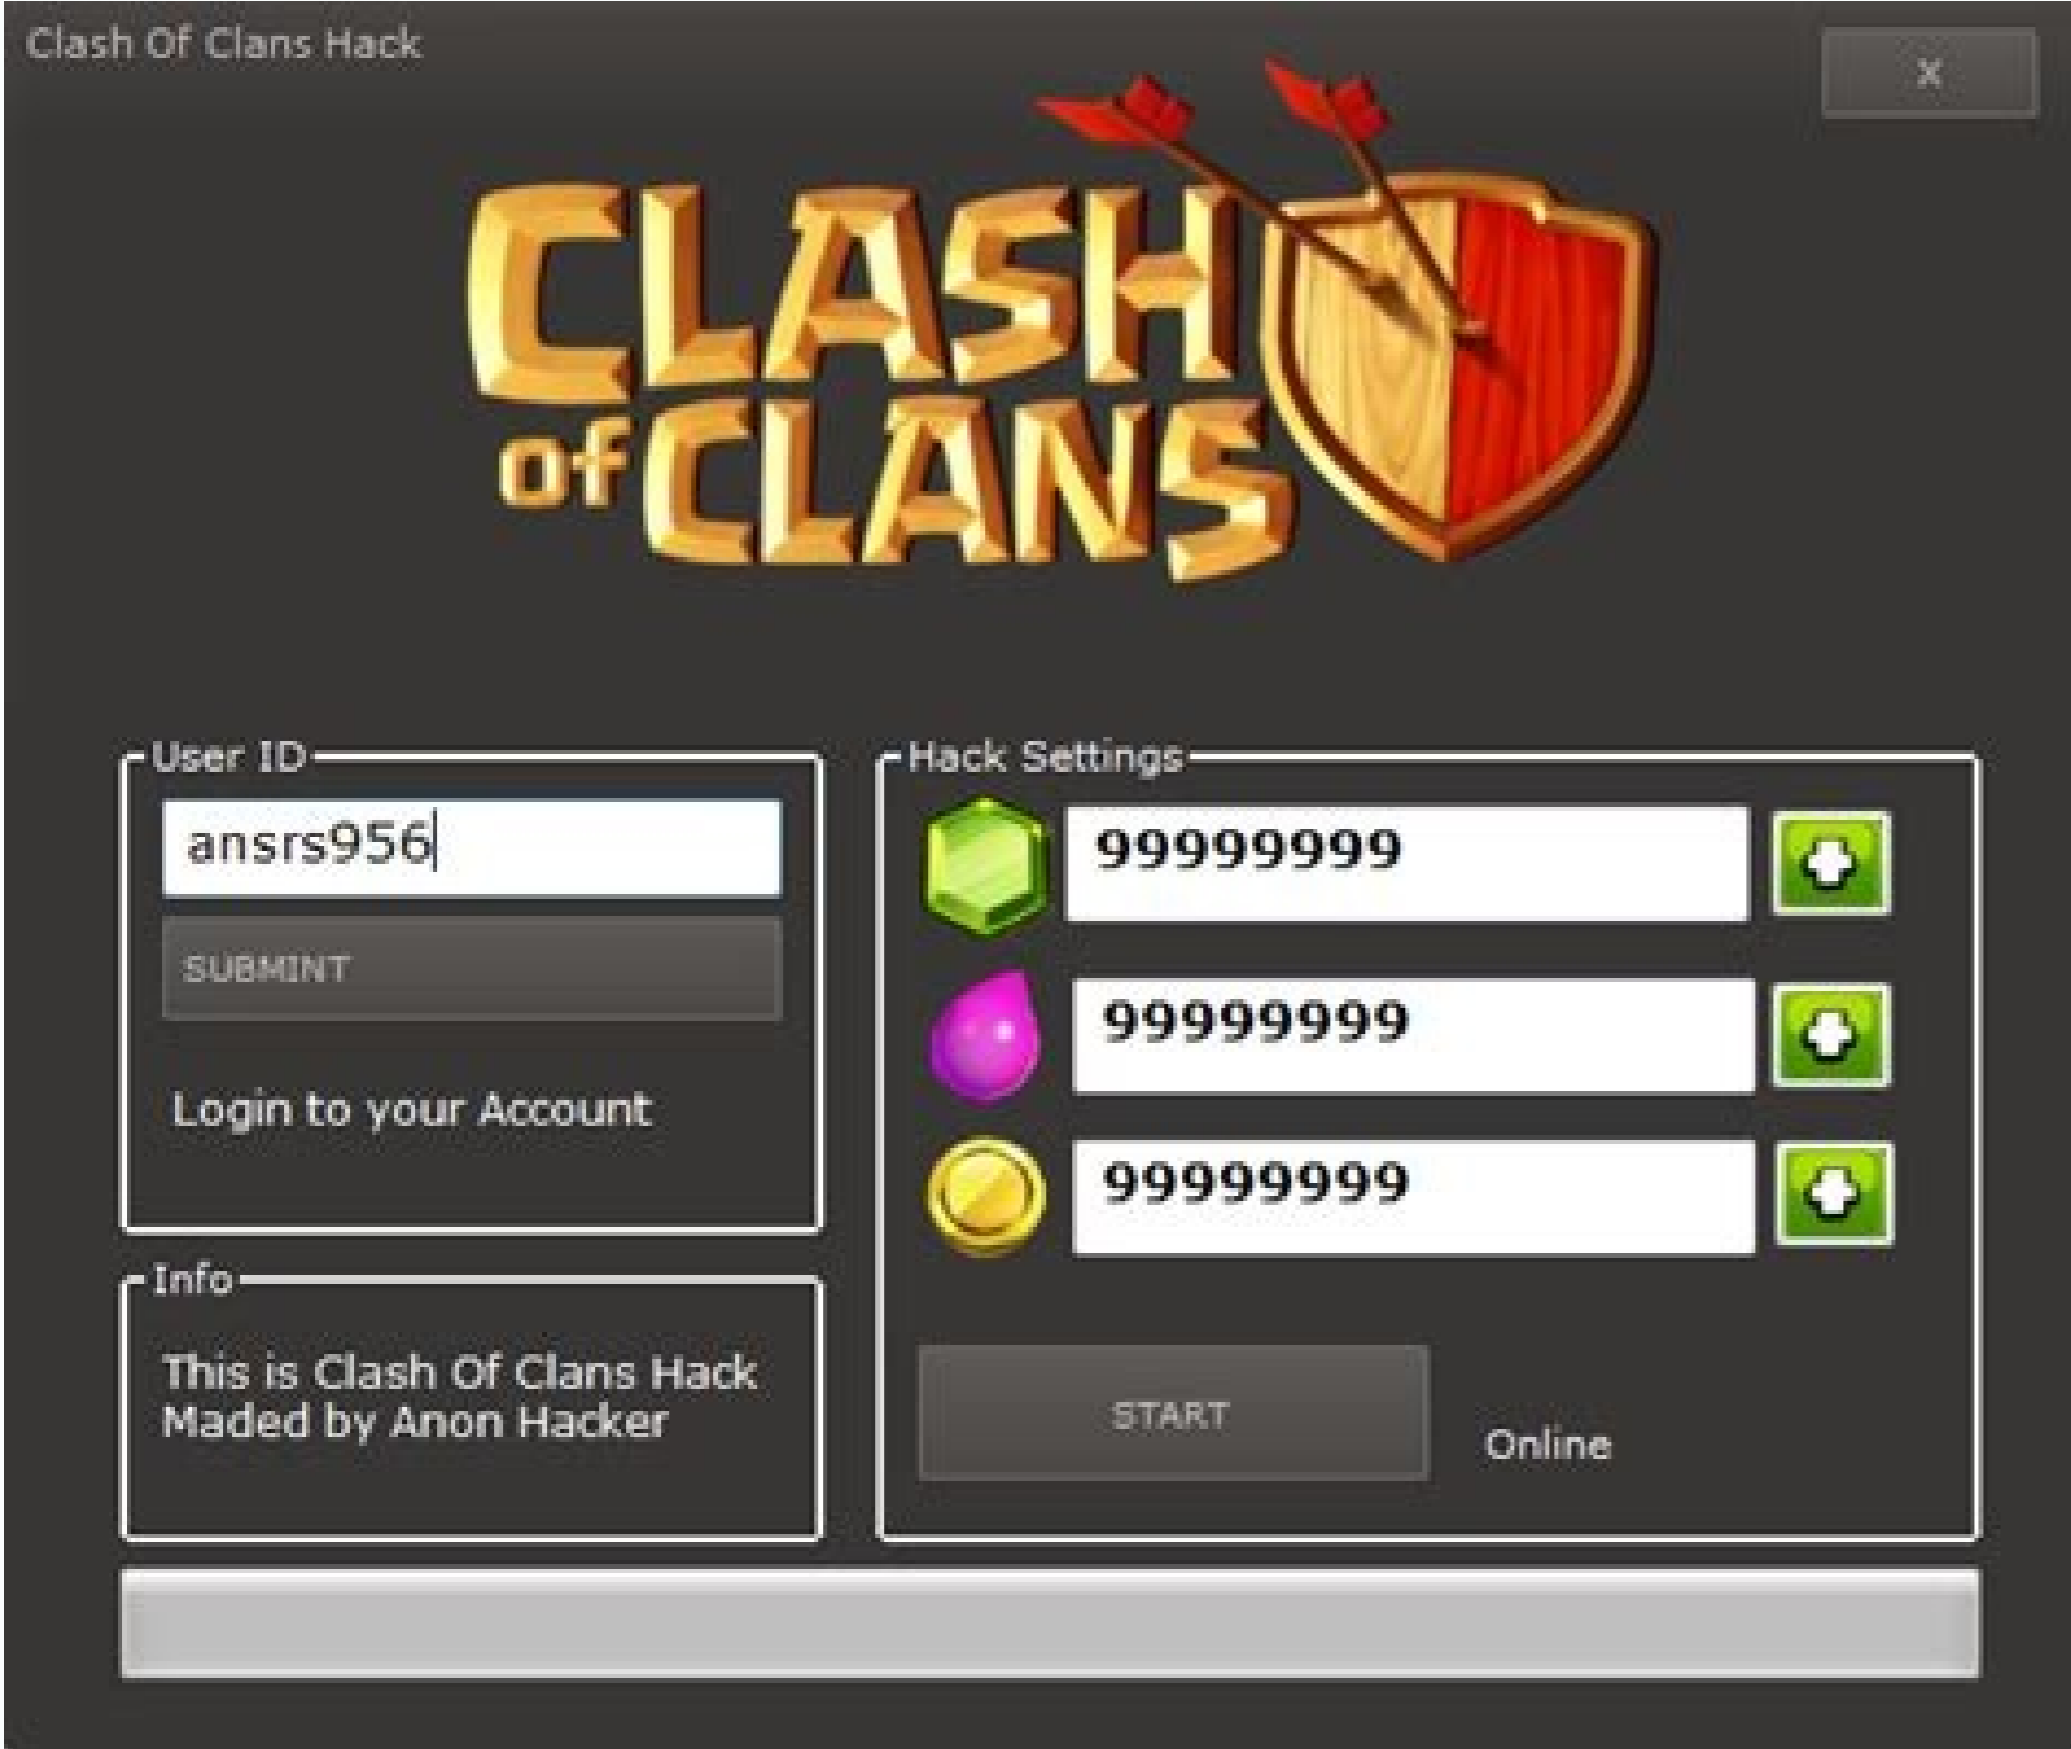 Clash Of Clans Hack
X
CLASH
of CLANS
User ID
ansrs956
SUBMINT
Login to your Account
Info
This is Clash Of Clans Hack
Maded by Anon Hacker
Hack Settings
99999999
99999999
99999999
START
Online